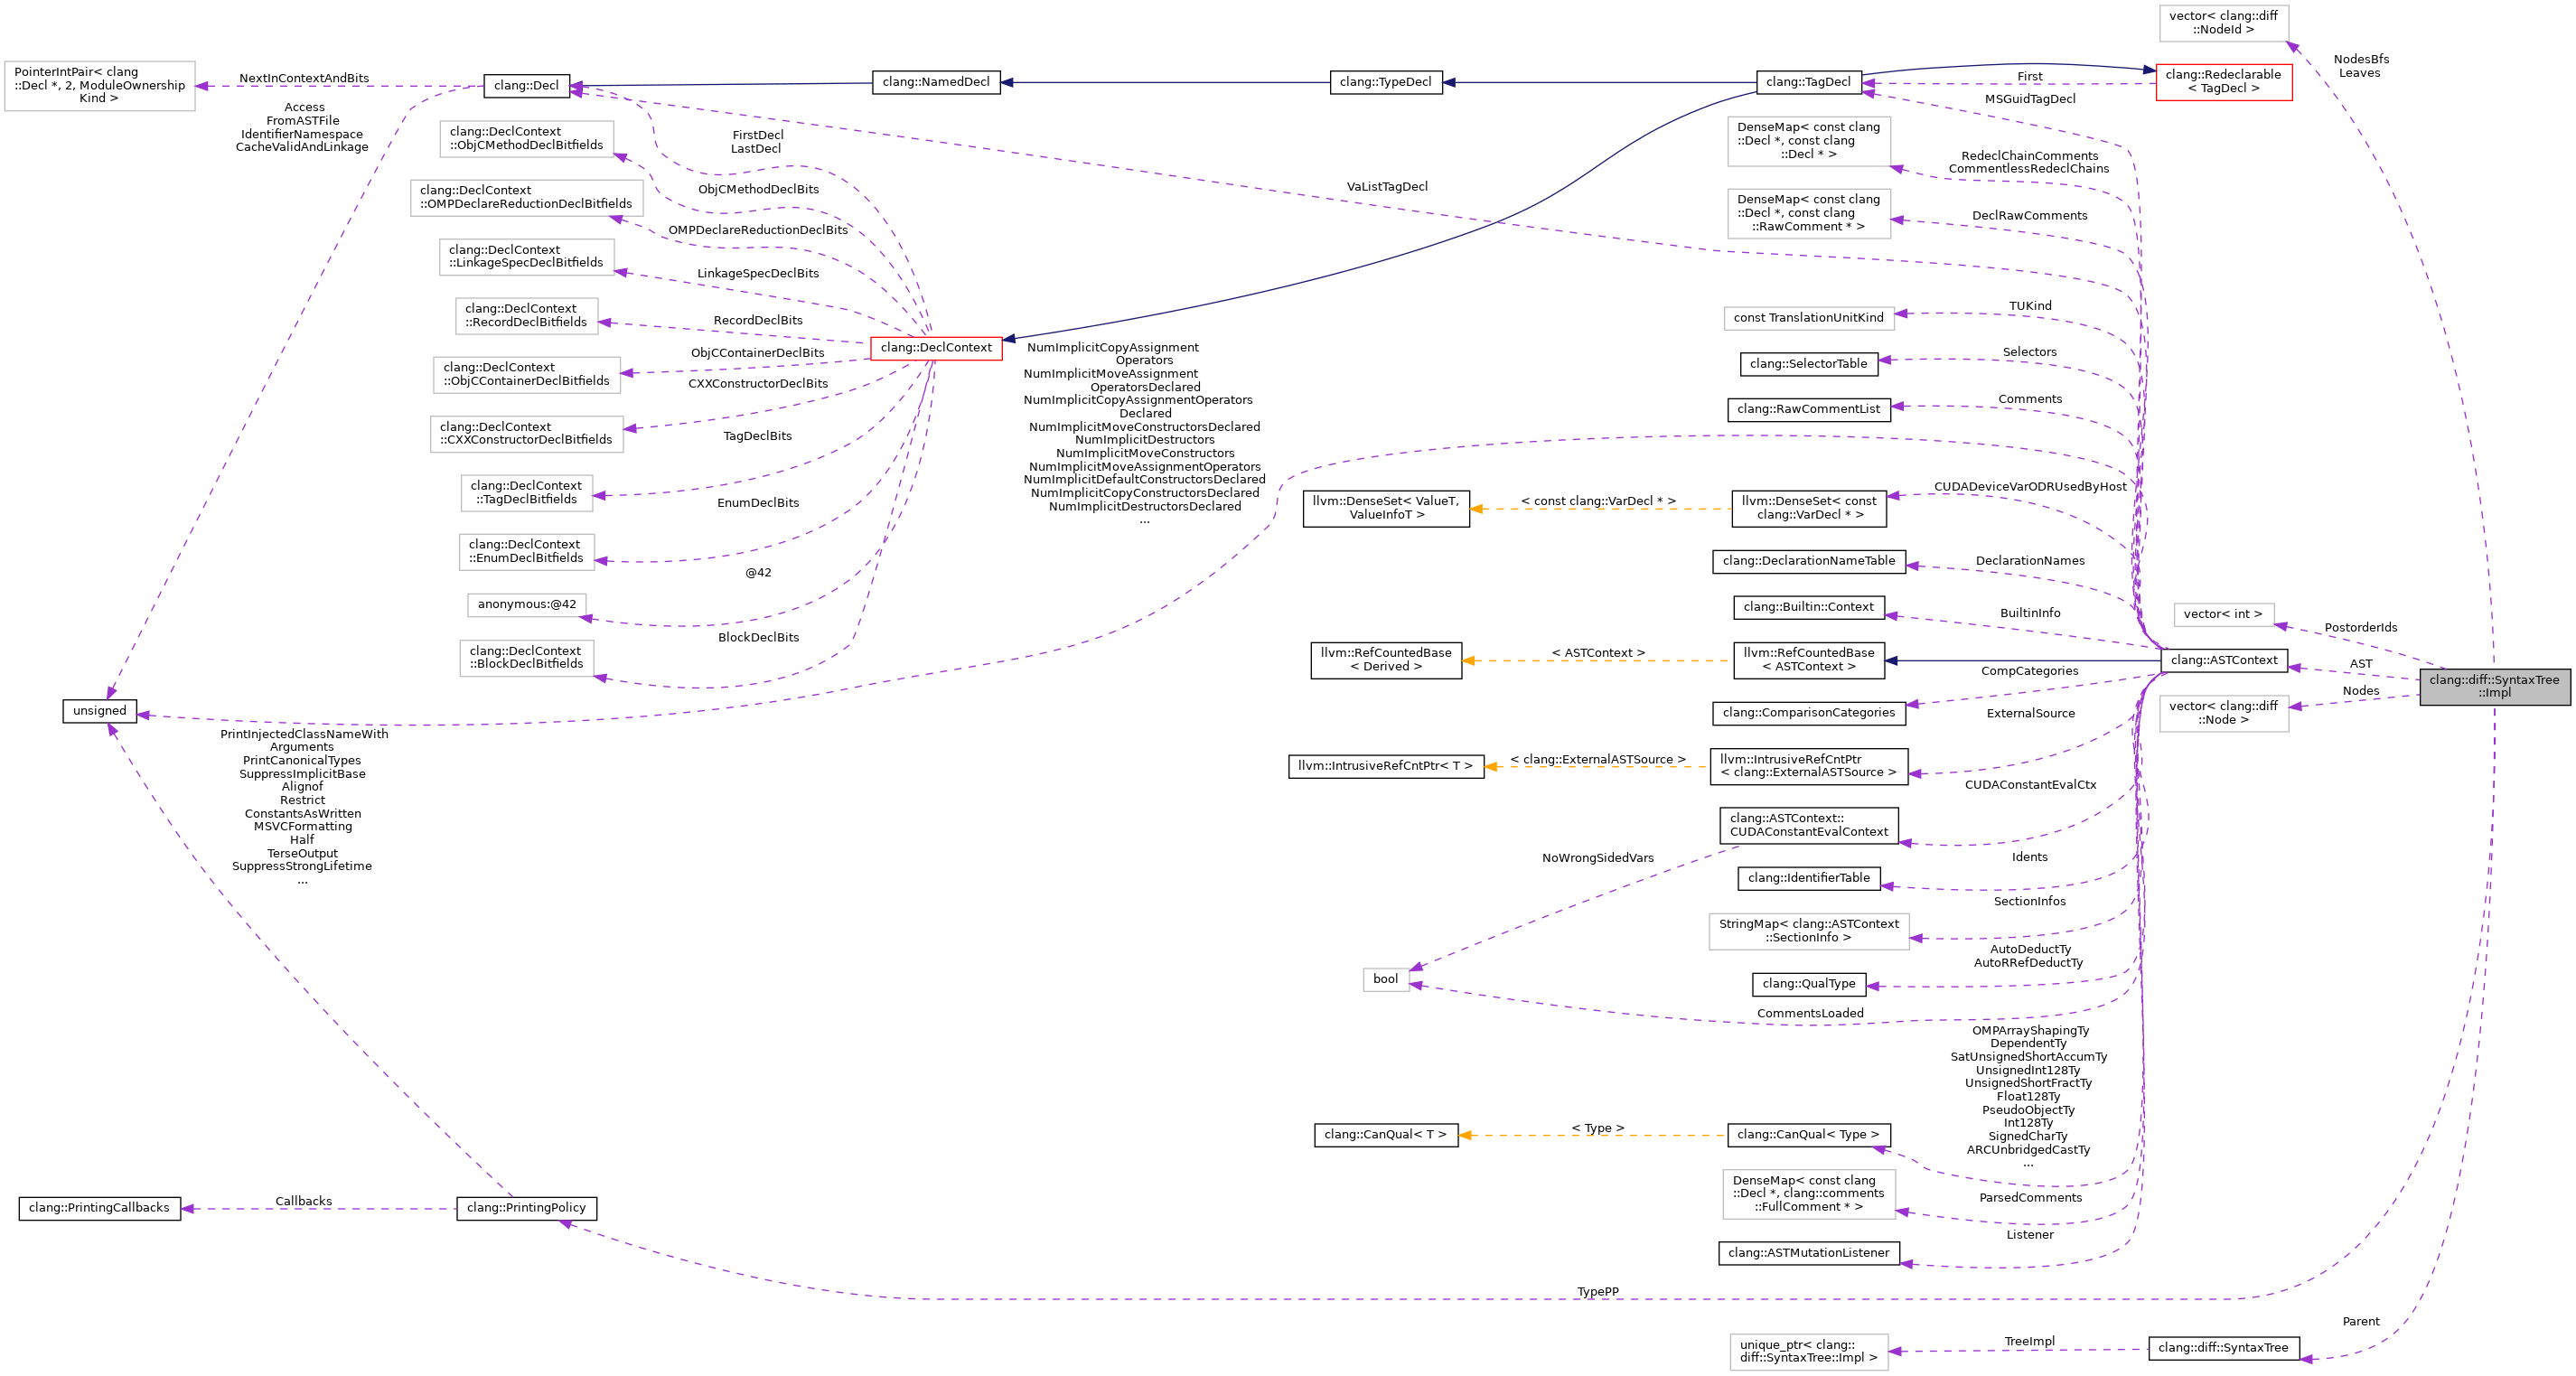 vector< clang::diff
::NodeId >
NodesBfs
Leaves
PointerIntPair< clang
::Decl *, 2, ModuleOwnership
Kind >
NextInContextAndBits
clang::Decl
clang::NamedDecl
clang::TypeDecl
clang::TagDecl
First
clang::Redeclarable
< TagDecl >
MSGuidTagDecl
Access
FromASTFile
IdentifierNamespace
CacheValidAndLinkage
clang::DeclContext
::ObjCMethodDeclBitfields
FirstDecl
LastDecl
DenseMap< const clang
::Decl *, const clang
::Decl * >
RedeclChainComments
CommentlessRedeclChains
clang::DeclContext
::OMPDeclareReductionDeclBitfields
ObjCMethodDeclBits
VaListTagDecl
DenseMap< const clang
::Decl *, const clang
::RawComment * >
DeclRawComments
OMPDeclareReductionDeclBits
clang::DeclContext
::LinkageSpecDeclBitfields
LinkageSpecDeclBits
clang::DeclContext
::RecordDeclBitfields
RecordDeclBits
const TranslationUnitKind
TUKind
clang::DeclContext
ObjCContainerDeclBits
clang::DeclContext
::ObjCContainerDeclBitfields
CXXConstructorDeclBits
clang::SelectorTable
Selectors
clang::RawCommentList
Comments
clang::DeclContext
::CXXConstructorDeclBitfields
TagDeclBits
NumImplicitCopyAssignment
Operators
NumImplicitMoveAssignment
OperatorsDeclared
NumImplicitCopyAssignmentOperators
Declared
NumImplicitMoveConstructorsDeclared
NumImplicitDestructors
NumImplicitMoveConstructors
NumImplicitMoveAssignmentOperators
NumImplicitDefaultConstructorsDeclared
NumImplicitCopyConstructorsDeclared
NumImplicitDestructorsDeclared
...
clang::DeclContext
::TagDeclBitfields
EnumDeclBits
llvm::DenseSet< ValueT,
ValueInfoT >
< const clang::VarDecl * >
llvm::DenseSet< const
clang::VarDecl * >
CUDADeviceVarODRUsedByHost
clang::DeclContext
::EnumDeclBitfields
@42
clang::DeclarationNameTable
DeclarationNames
anonymous:@42
clang::Builtin::Context
BuiltinInfo
vector< int >
PostorderIds
clang::DeclContext
::BlockDeclBitfields
BlockDeclBits
llvm::RefCountedBase
< Derived >
< ASTContext >
llvm::RefCountedBase
< ASTContext >
clang::ASTContext
AST
clang::diff::SyntaxTree
::Impl
CompCategories
Nodes
vector< clang::diff
::Node >
unsigned
clang::ComparisonCategories
ExternalSource
PrintInjectedClassNameWith
Arguments
PrintCanonicalTypes
SuppressImplicitBase
Alignof
Restrict
ConstantsAsWritten
MSVCFormatting
Half
TerseOutput
SuppressStrongLifetime
...
llvm::IntrusiveRefCntPtr< T >
< clang::ExternalASTSource >
llvm::IntrusiveRefCntPtr
< clang::ExternalASTSource >
CUDAConstantEvalCtx
clang::ASTContext::
CUDAConstantEvalContext
NoWrongSidedVars
Idents
clang::IdentifierTable
SectionInfos
StringMap< clang::ASTContext
::SectionInfo >
AutoDeductTy
AutoRRefDeductTy
bool
clang::QualType
CommentsLoaded
OMPArrayShapingTy
DependentTy
SatUnsignedShortAccumTy
UnsignedInt128Ty
UnsignedShortFractTy
Float128Ty
PseudoObjectTy
Int128Ty
SignedCharTy
ARCUnbridgedCastTy
...
clang::CanQual< T >
< Type >
clang::CanQual< Type >
DenseMap< const clang
::Decl *, clang::comments
::FullComment * >
ParsedComments
clang::PrintingCallbacks
Callbacks
clang::PrintingPolicy
Listener
clang::ASTMutationListener
TypePP
Parent
unique_ptr< clang::
diff::SyntaxTree::Impl >
TreeImpl
clang::diff::SyntaxTree